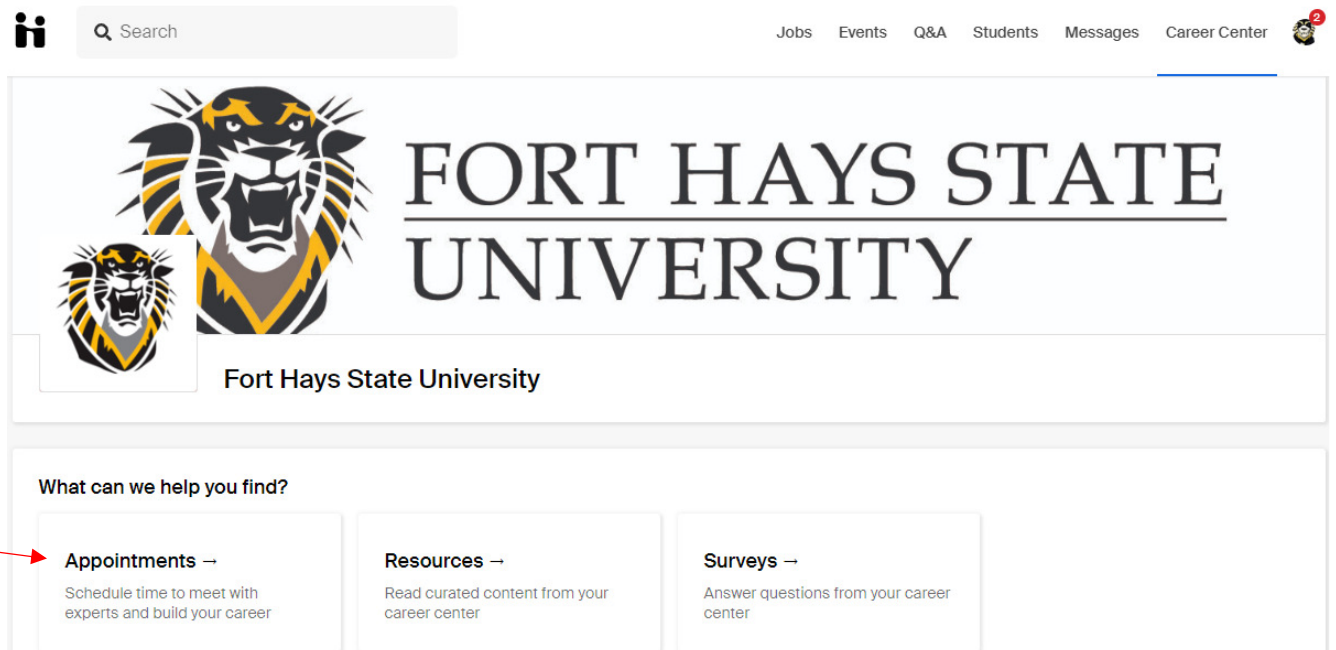 Search
Jobs Events Q&A Students Messages Career Center 2
FORT HAYS STATE
UNIVERSITY
Fort Hays State University
What can we help you find?
Appointments →
Schedule time to meet with
experts and build your career
Resources →
Read curated content from your
career center
Surveys →
Answer questions from your career
center